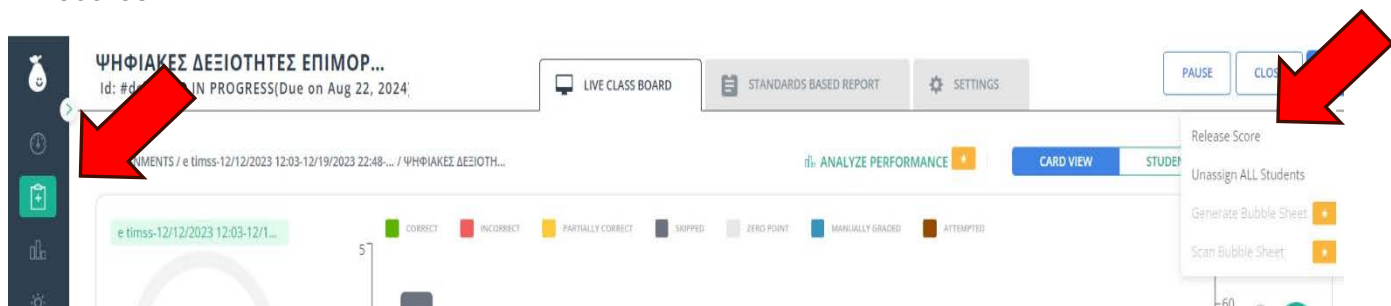 ΨΗΦΙΑΚΕΣ ΔΕΞΙΟΤΗΤΕΣ ΕΠΙΜΟΡ...
Id: IN PROGRESS(Due on Aug 22, 2024)
LIVE CLASS BOARD
STANDARDS BASED REPORT
SETTINGS
PAUSE
/ e timss-12/12/2023 12:03-12/19/2023 22:48-... / ΨΗΦΙΑΚΕΣ ΔΕΞΙΟΤΗ...
ANALYZE PERFORMANCE
CARD VIEW
Release Score
Unassign ALL Students
Generate Bubble Sheet
Scan Bubble Sheet
e timss-12/12/2023 12:03-12/1...
CORRECT
INCORRECT
PARTIALLY CORRECT
SKIPPED
ZERO POINT
MANUALLY GRADED
ATTEMPTED
5
60